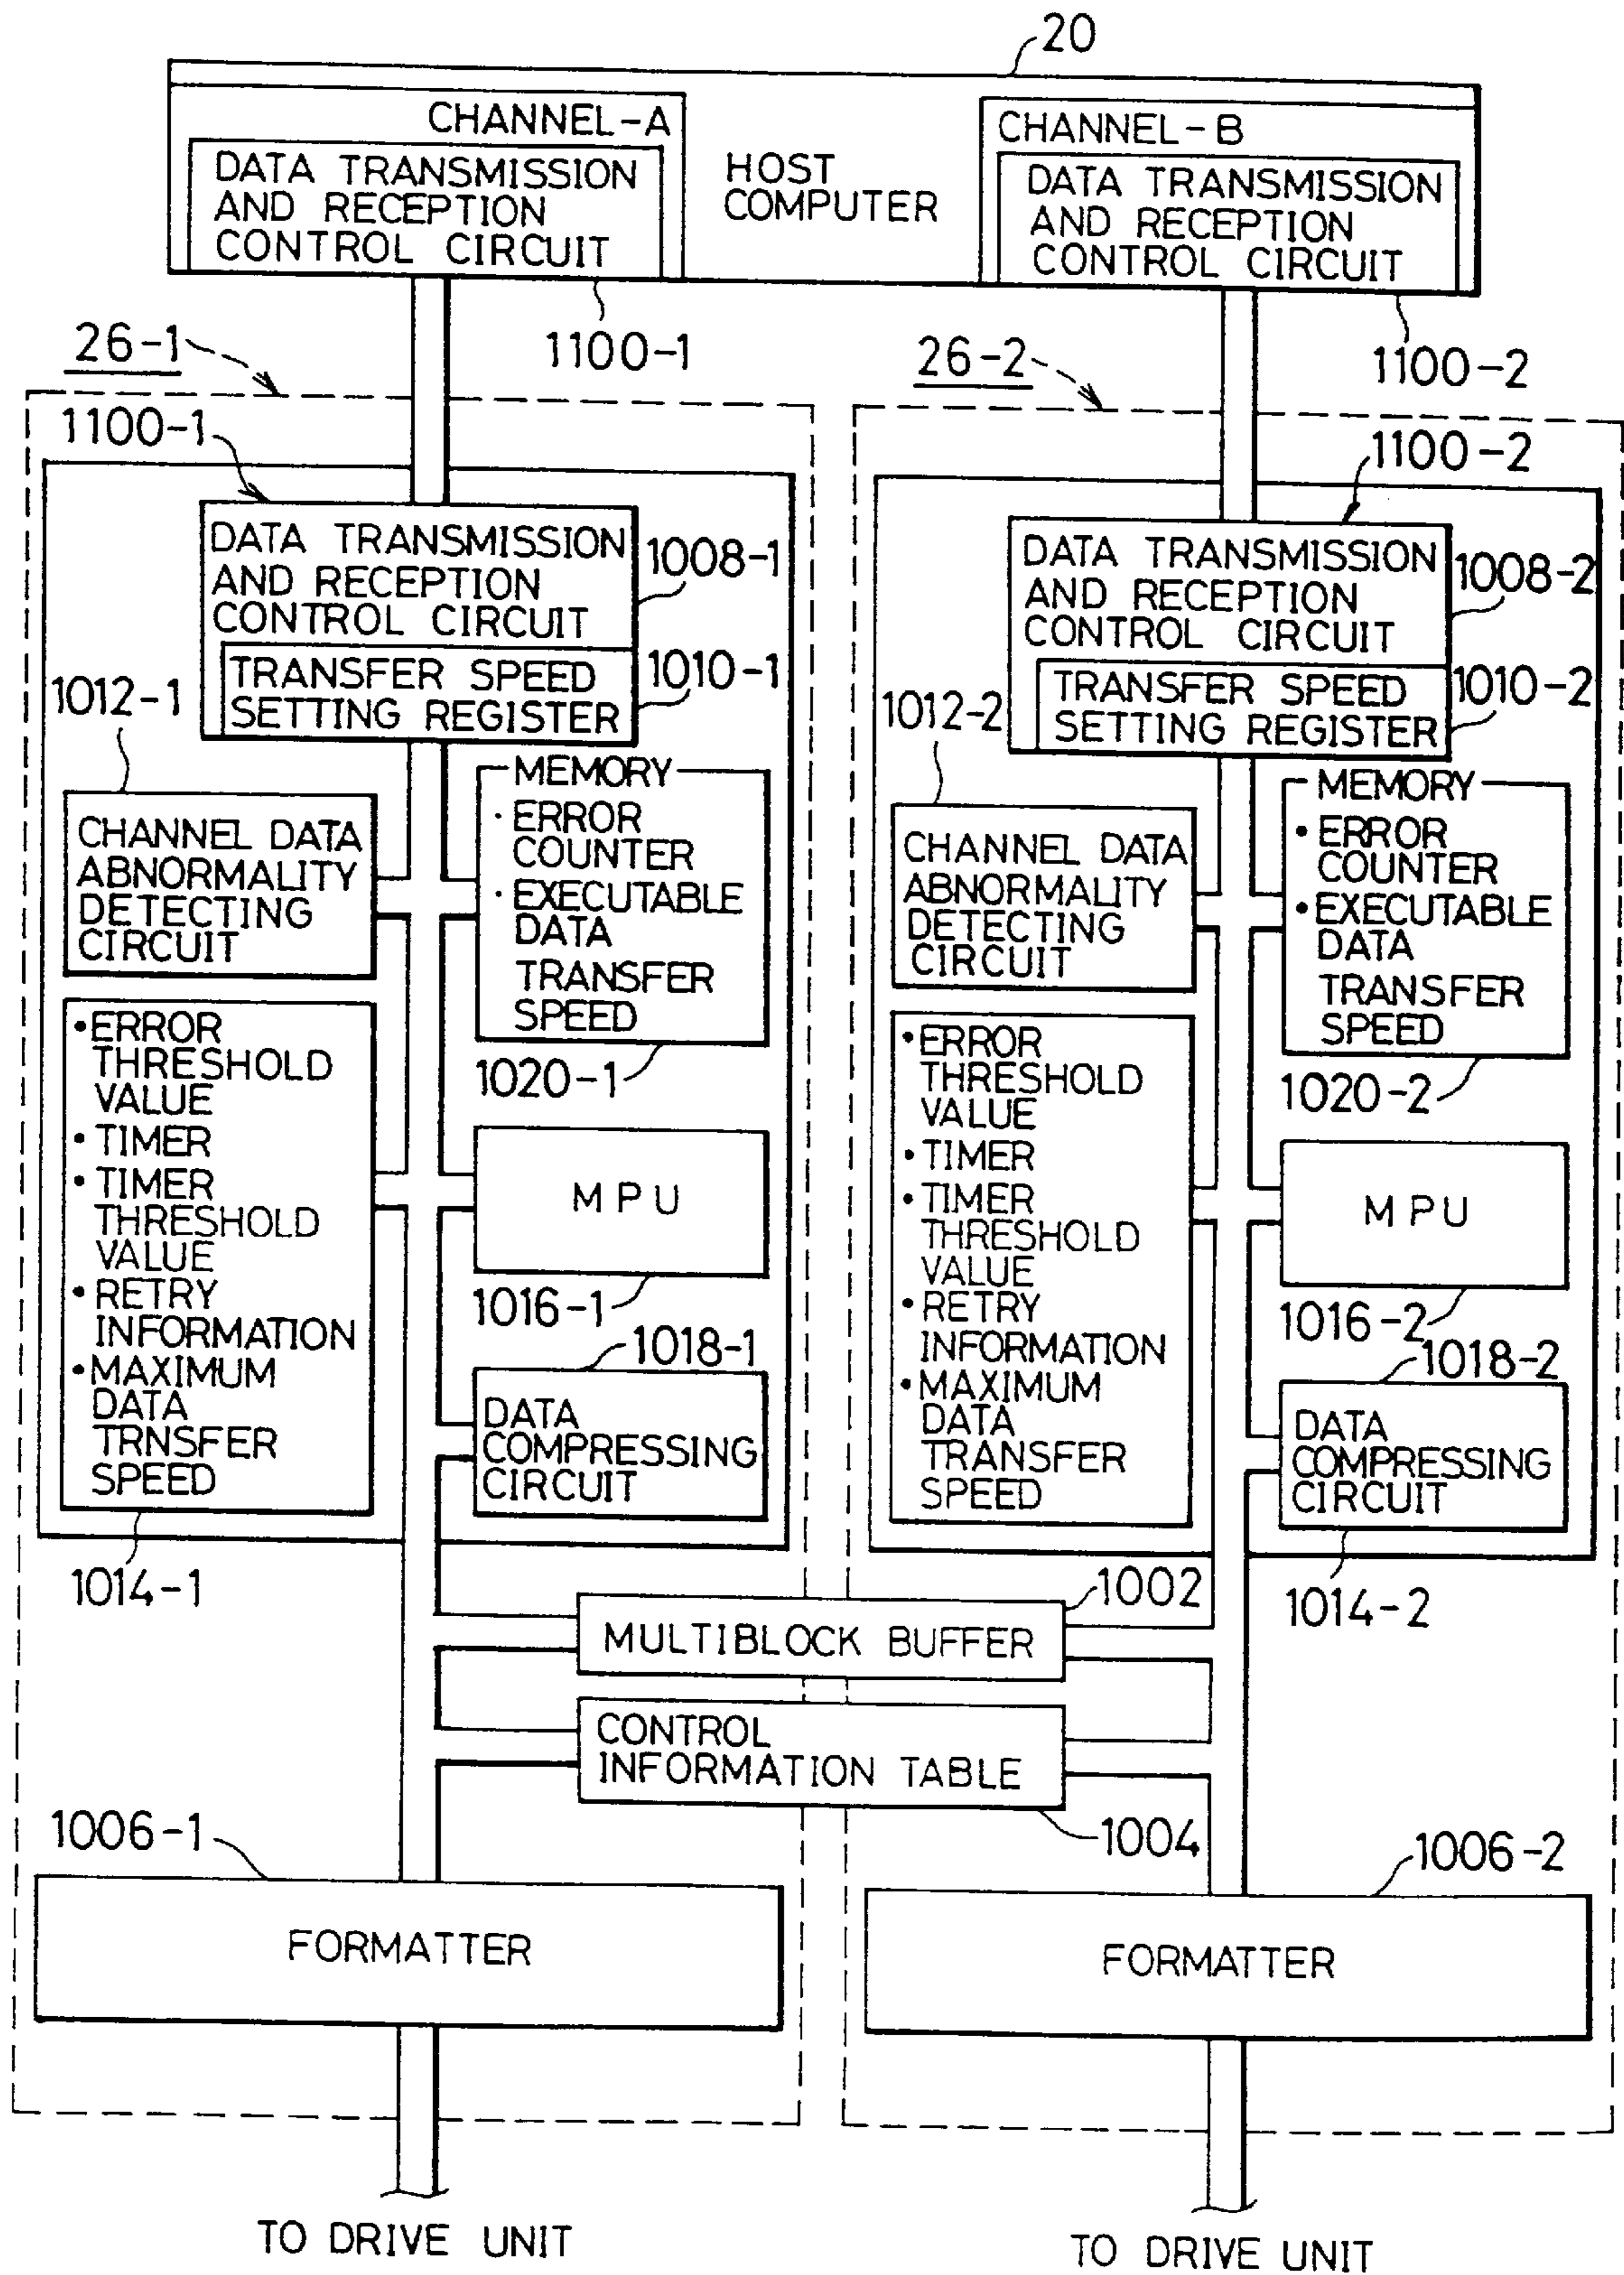 20
CHANNEL-A
DATA TRANSMISSION
AND RECEPTION
CONTROL CIRCUIT
HOST
COMPUTER
CHANNEL-B
DATA TRANSMISSION
AND RECEPTION
CONTROL CIRCUIT
26-1
1100-1
26-2
1100-2
1100-1
DATA TRANSMISSION
AND RECEPTION
CONTROL CIRCUIT
1008-1
TRANSFER SPEED
SETTING REGISTER
1010-1
1012-1
CHANNEL DATA
ABNORMALITY
DETECTING
CIRCUIT
MEMORY
· ERROR
COUNTER
· EXECUTABLE
DATA
TRANSFER
SPEED
1020-1
• ERROR
THRESHOLD
VALUE
• TIMER
• TIMER
THRESHOLD
VALUE
• RETRY
INFORMATION
• MAXIMUM
DATA
TRNSFER
SPEED
1014-1
MPU
1016-1
1018-1
DATA
COMPRESSING
CIRCUIT
1100-2
DATA TRANSMISSION
AND RECEPTION
CONTROL CIRCUIT
1008-2
TRANSFER SPEED
SETTING REGISTER
1010-2
1012-2
CHANNEL DATA
ABNORMALITY
DETECTING
CIRCUIT
MEMORY
• ERROR
COUNTER
• EXECUTABLE
DATA
TRANSFER
SPEED
1020-2
• ERROR
THRESHOLD
VALUE
• TIMER
• TIMER
THRESHOLD
VALUE
• RETRY
INFORMATION
• MAXIMUM
DATA
TRANSFER
SPEED
MPU
1016-2
1018-2
DATA
COMPRESSING
CIRCUIT
1014-2
1002
MULTIBLOCK BUFFER
CONTROL
INFORMATION TABLE
1004
1006-1
FORMATTER
1006-2
FORMATTER
TO DRIVE UNIT
TO DRIVE UNIT